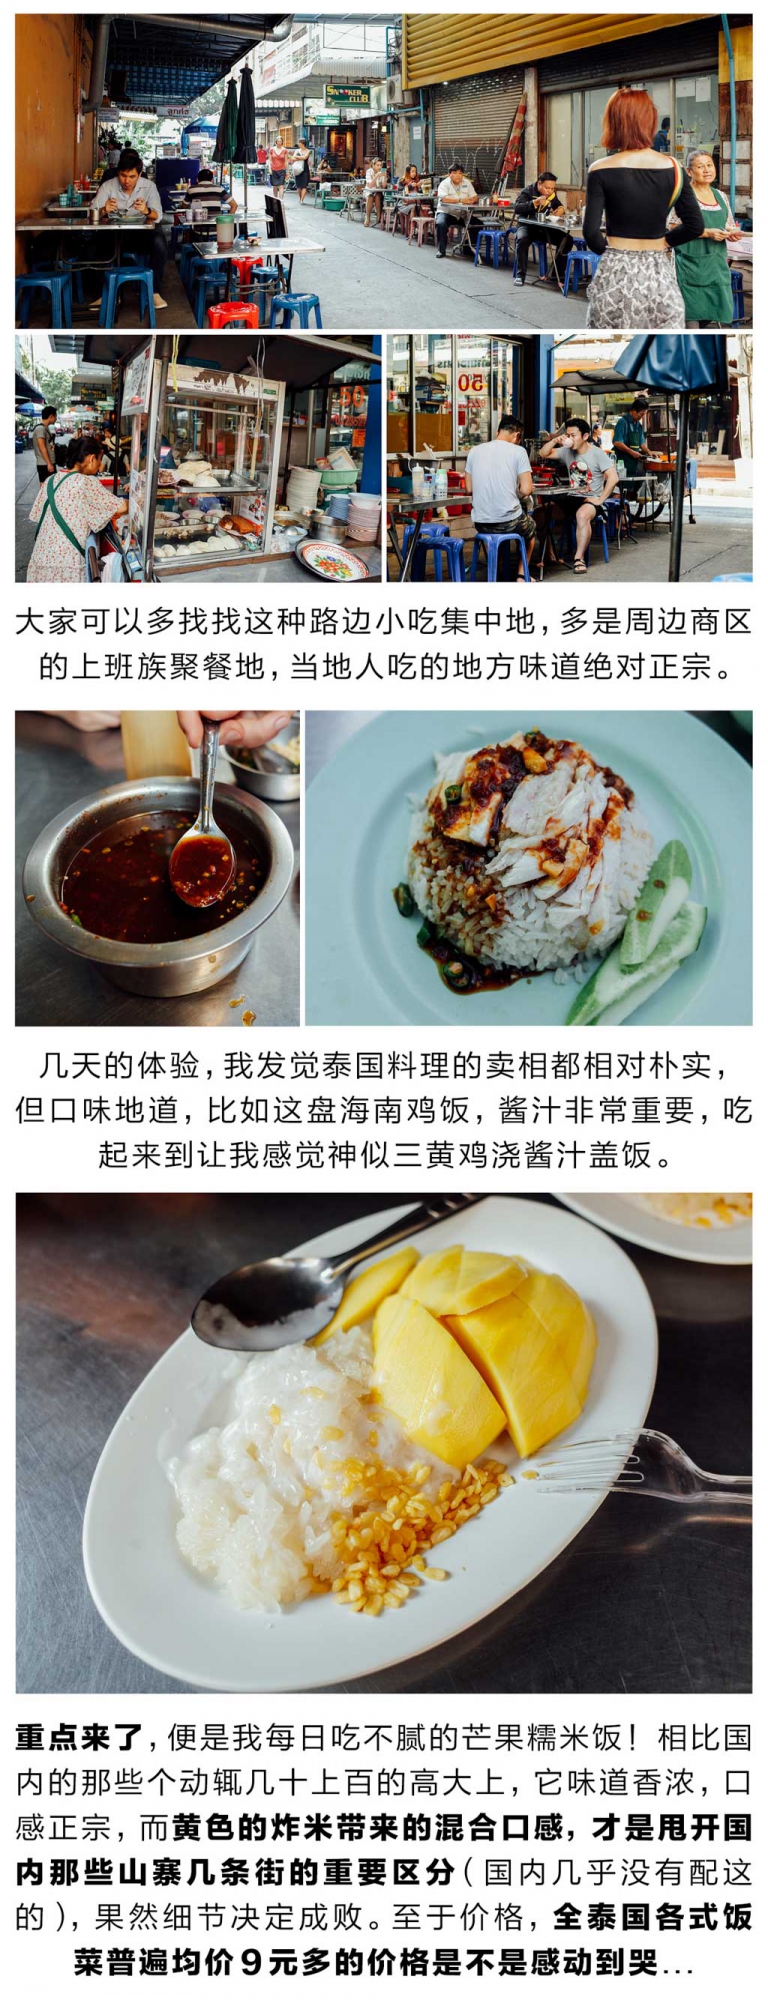 SNOOKER
CLUB
50
大家可以多找找这种路边小吃集中地，多是周边商区
的上班族聚餐地，当地人吃的地方味道绝对正宗。
几天的体验，我发觉泰国料理的卖相都相对朴实，
但口味地道，比如这盘海南鸡饭，酱汁非常重要，吃
起来到让我感觉神似三黄鸡浇酱汁盖饭。
重点来了，便是我每日吃不腻的芒果糯米饭！相比国
内的那些个动辄几十上百的高大上，它味道香浓，口
感正宗，而黄色的炸米带来的混合口感，才是甩开国
内那些山寨几条街的重要区分（国内几乎没有配这
的），果然细节决定成败。至于价格，全泰国各式饭
菜普遍均价9元多的价格是不是感动到哭...